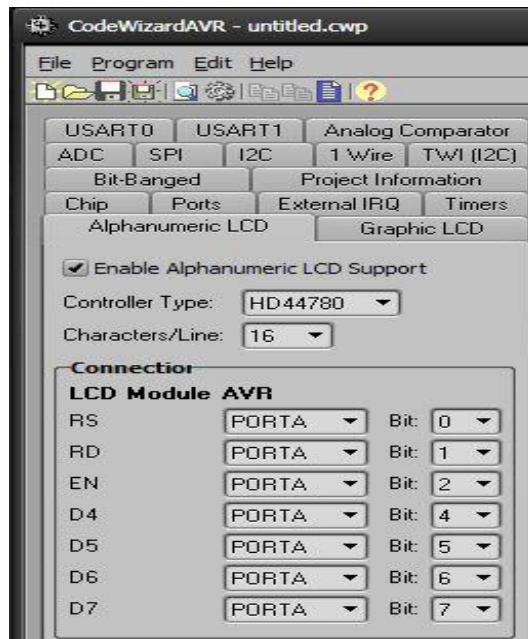 CodeWizardAVR - untitled.cwp
File Program Edit Help
USART0 USART1 Analog Comparator
ADC SPI I2C 1 Wire TWI (I2C)
Bit-Banged Project Information
Chip Ports External IRQ Timers
Alphanumeric LCD Graphic LCD
Enable Alphanumeric LCD Support
Controller Type: HD44780
Characters/Line: 16
Connection
LCD Module AVR
RS PORTA Bit: 0
RD PORTA Bit: 1
EN PORTA Bit: 2
D4 PORTA Bit: 4
D5 PORTA Bit: 5
D6 PORTA Bit: 6
D7 PORTA Bit: 7